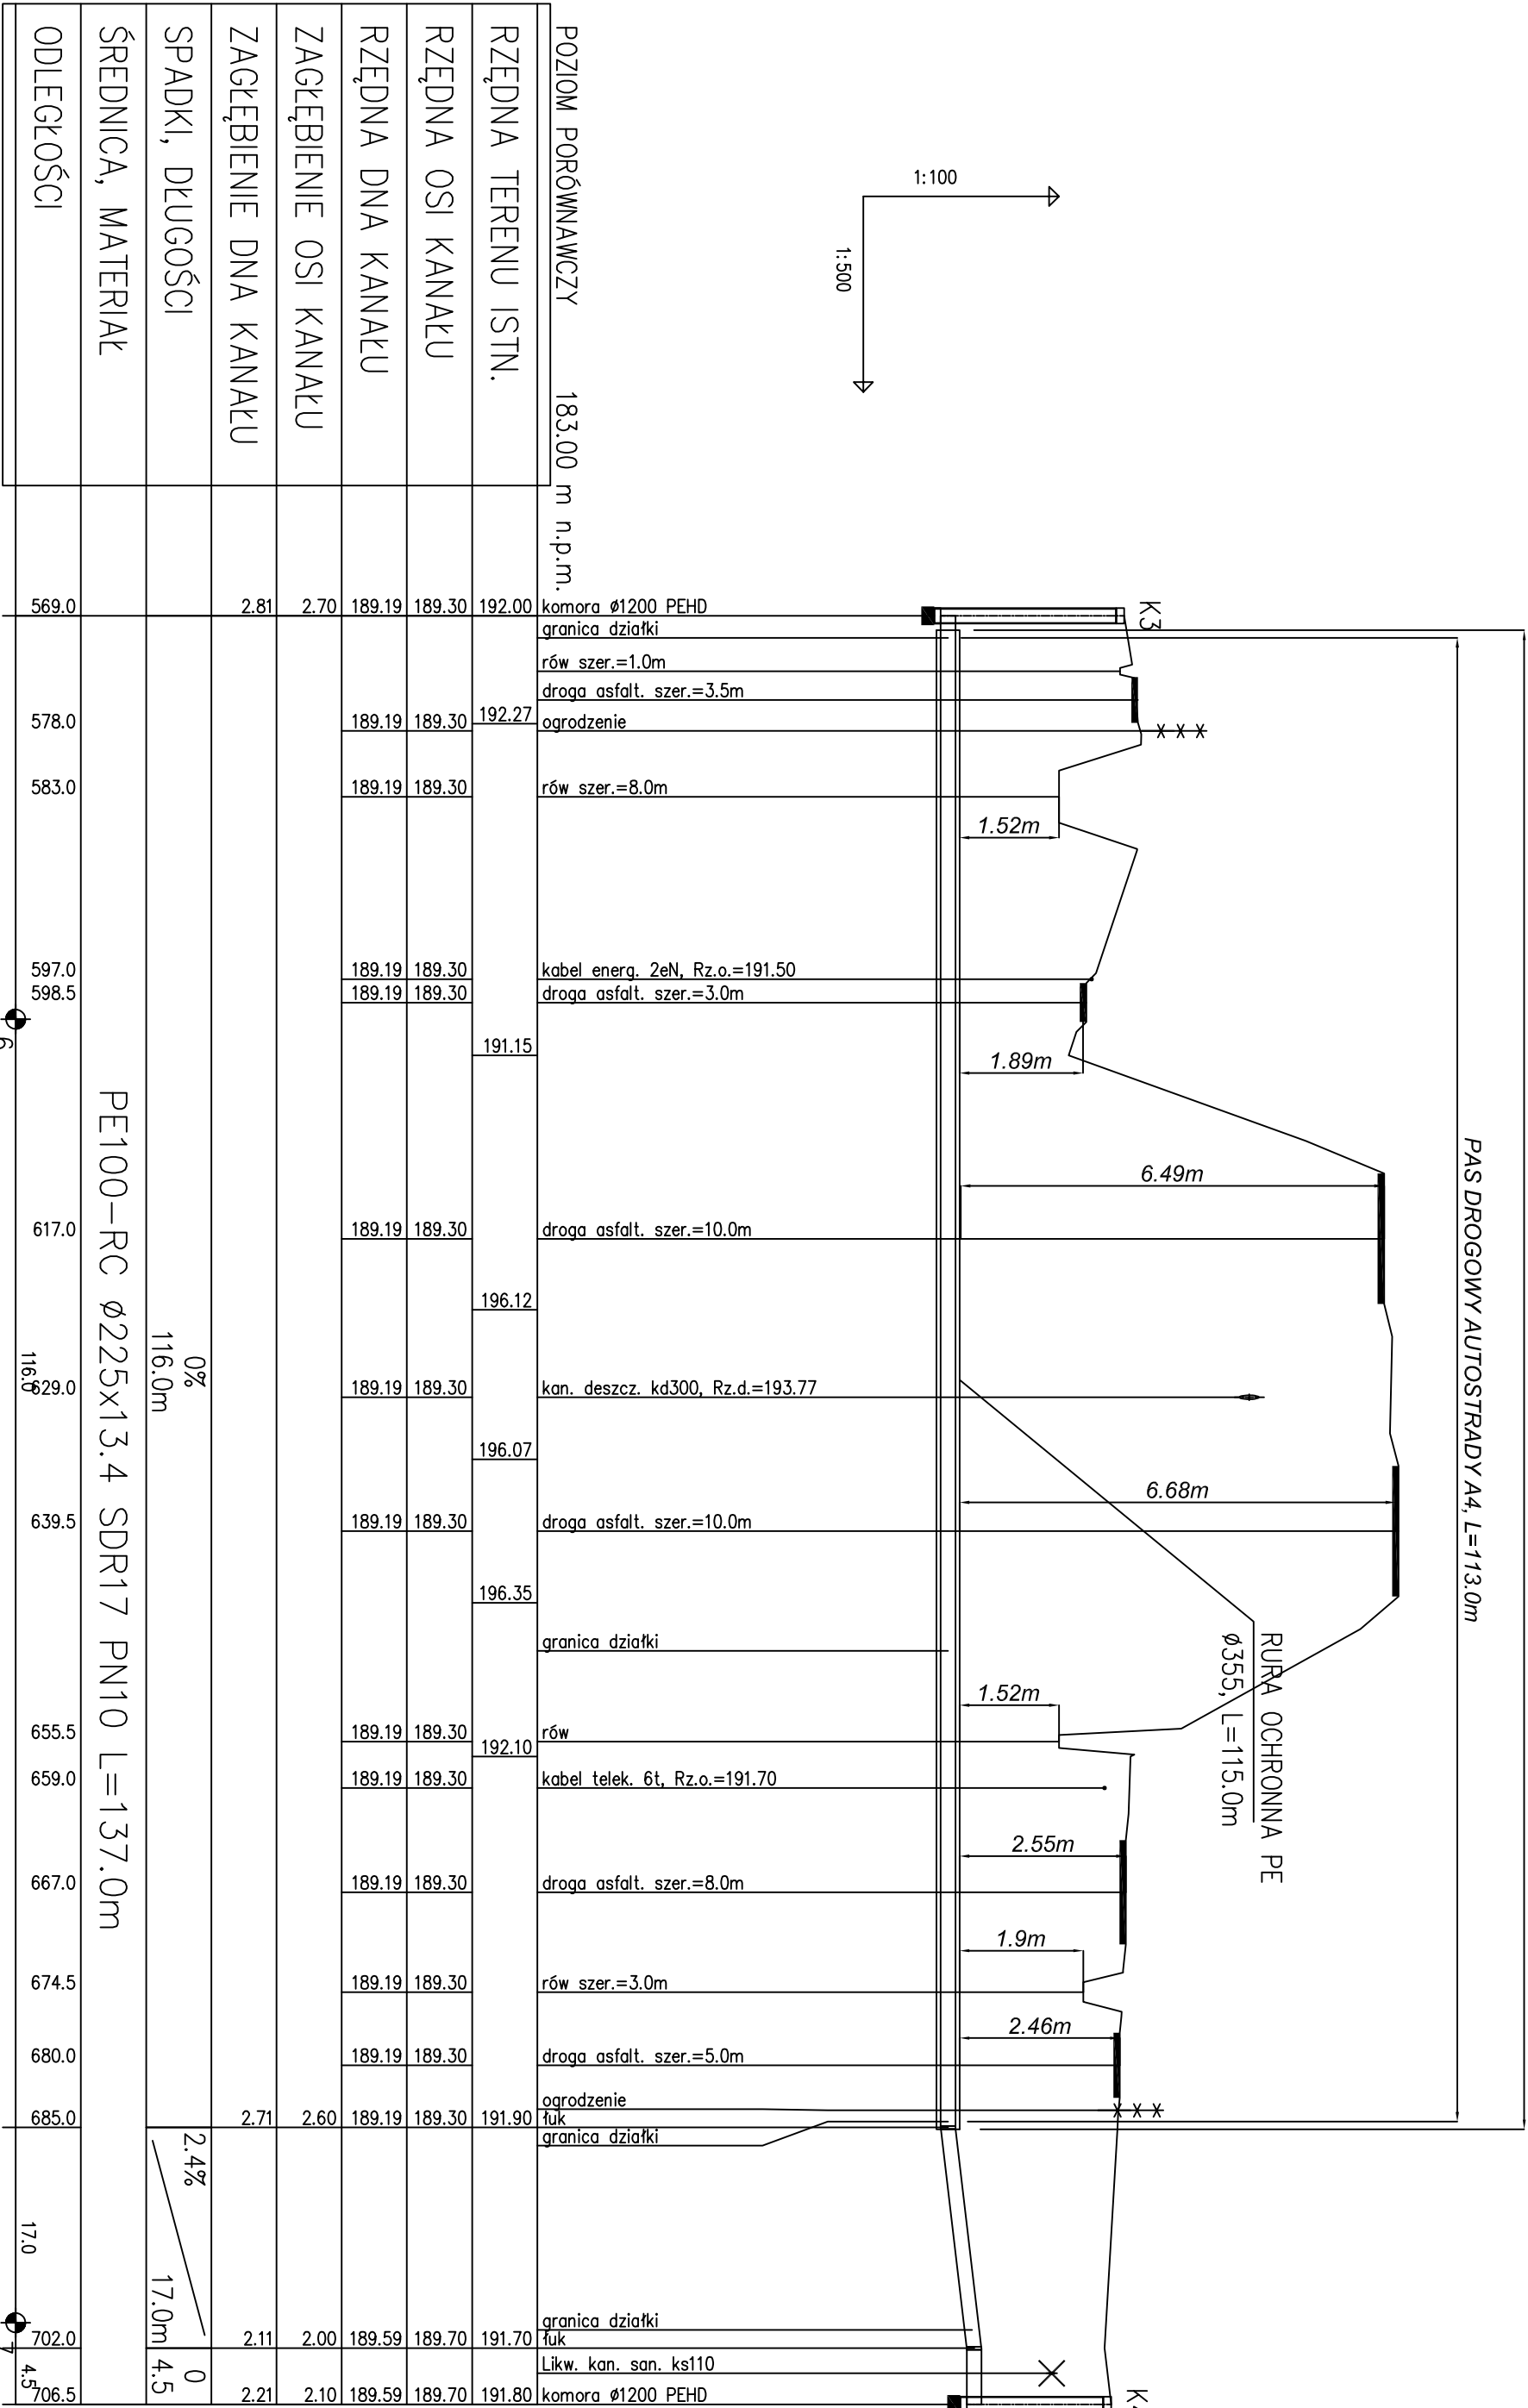 PAS DROGOWY AUTOSTRADY A4, L=113.0m
RURA OCHRONNA PE
ø355, L=115.0m
1:100
1:500
K3
1.52m
1.89m
6.49m
6.68m
1.52m
2.55m
1.9m
2.46m
POZIOM PORÓWNAWCZY 183.00 m n.p.m.
komora ø1200 PEHD
granica działki
rów szer.=1.0m
droga asfalt. szer.=3.5m
ogrodzenie
rów szer.=8.0m
kabel energ. 2eN, Rz.o.=191.50
droga asfalt. szer.=3.0m
droga asfalt. szer.=10.0m
kan. deszcz. kd300, Rz.d.=193.77
droga asfalt. szer.=10.0m
granica działki
rów
kabel telek. 6t, Rz.o.=191.70
droga asfalt. szer.=8.0m
rów szer.=3.0m
droga asfalt. szer.=5.0m
ogrodzenie
łuk
granica działki
granica działki
łuk
Likw. kan. san. ks110
komora ø1200 PEHD
RZĘDNA TERENU ISTN.
192.00 192.27 191.15 196.12 196.07 196.35 192.10 191.90 191.70 191.80
RZĘDNA OSI KANAŁU
189.30 189.30 189.30 189.30 189.30 189.30 189.30 189.30 189.30 189.30 189.30 189.30 189.30 189.30 189.70 189.70
RZĘDNA DNA KANAŁU
189.19 189.19 189.19 189.19 189.19 189.19 189.19 189.19 189.19 189.19 189.19 189.19 189.19 189.19 189.59 189.59
ZAGŁĘBIENIE OSI KANAŁU
2.70 2.60 2.00 2.10
ZAGŁĘBIENIE DNA KANAŁU
2.81 2.71 2.11 2.21
SPADKI, DŁUGOŚCI
0% 2.4% 0
116.0m 17.0m 4.5
ŚREDNICA, MATERIAŁ
PE100-RC ø225x13.4 SDR17 PN10 L=137.0m
ODLEGŁOŚCI
569.0 578.0 583.0 597.0 598.5 617.0 629.0 639.5 655.5 659.0 667.0 674.5 680.0 685.0 702.0 706.5
116.0 17.0 4.5